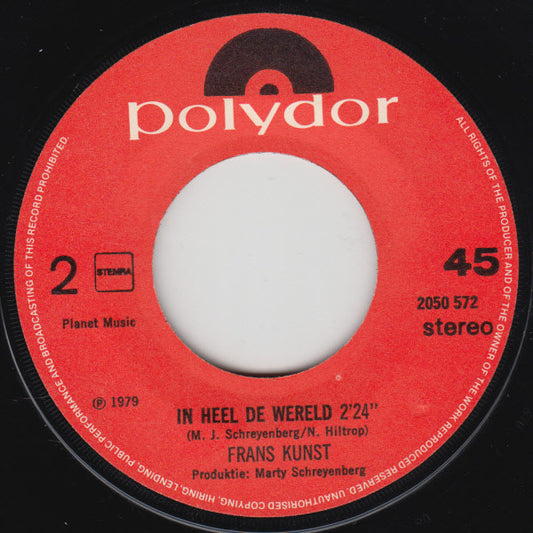 polydor
2
STEMRA
Planet Music
45
2050 572
stereo
℗ 1979
IN HEEL DE WERELD 2'24"
(M. J. Schreyenberg/N. Hiltrop)
FRANS KUNST
Produktie: Marty Schreyenberg
ALL RIGHTS OF THE PRODUCER AND OF THE OWNER OF THE WORK REPRODUCED RESERVED. UNAUTHORISED COPYING, HIRING, LENDING, PUBLIC PERFORMANCE AND BROADCASTING OF THIS RECORD PROHIBITED.